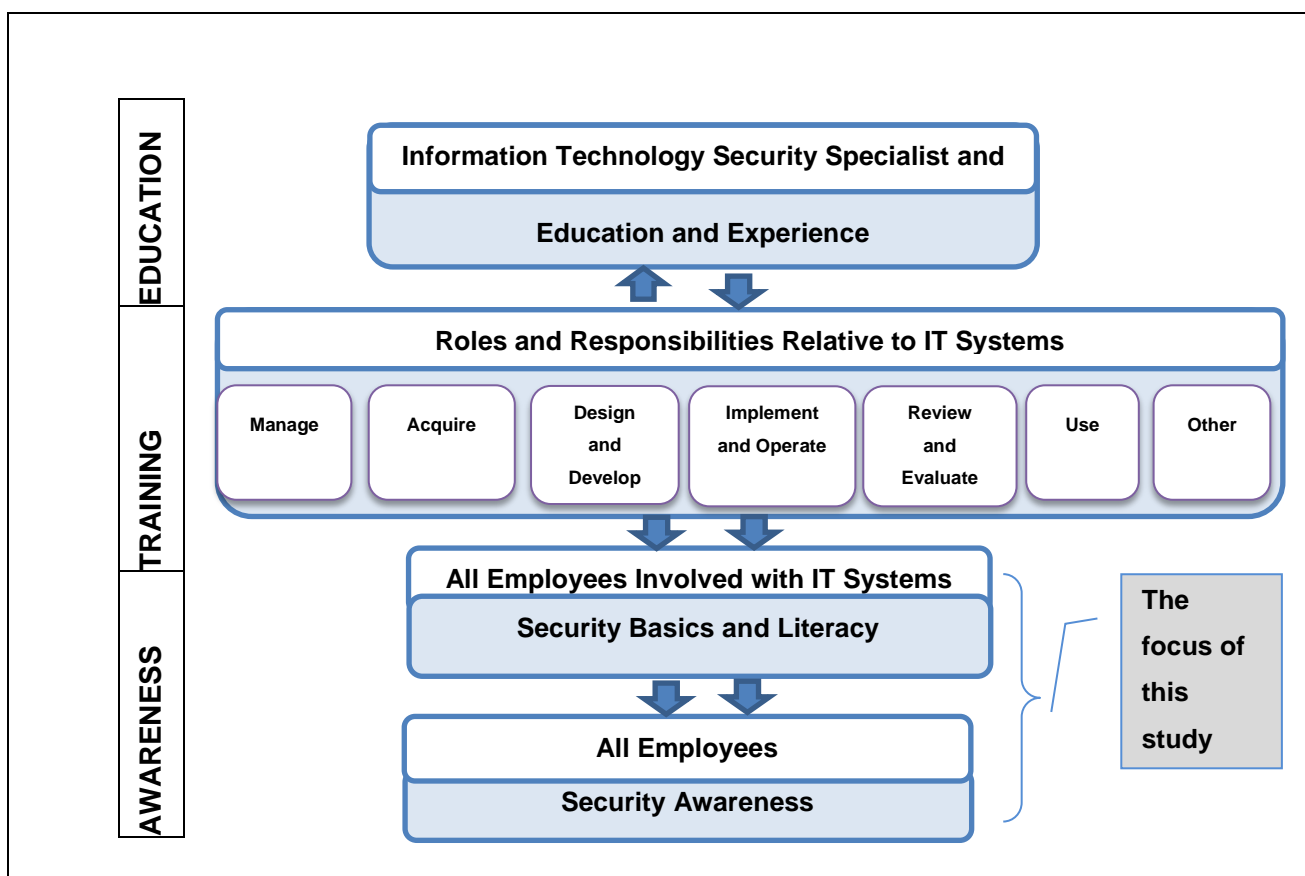 EDUCATION
Information Technology Security Specialist and
Education and Experience
TRAINING
Roles and Responsibilities Relative to IT Systems
Manage
Acquire
Design
and
Develop
Implement
and Operate
Review
and
Evaluate
Use
Other
AWARENESS
All Employees Involved with IT Systems
Security Basics and Literacy
All Employees
Security Awareness
The
focus of
this
study